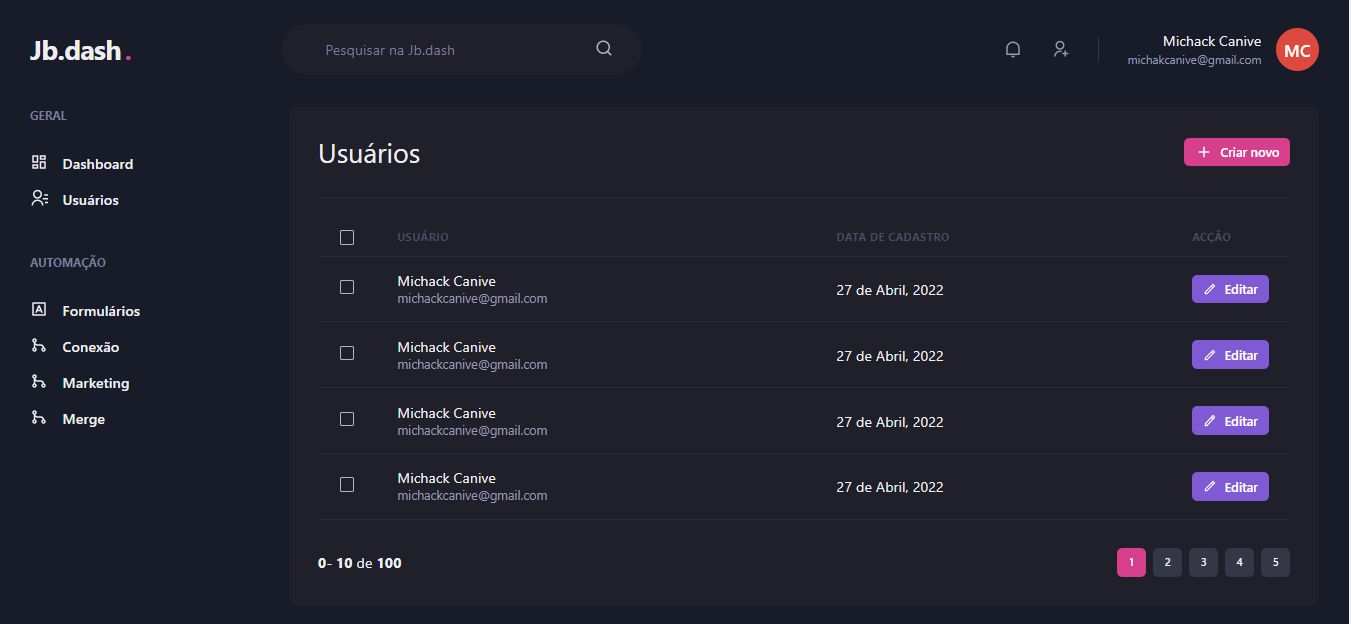 Jb.dash.
Pesquisar na Jb.dash
Michack Canive
michakcanive@gmail.com
MC
GERAL
Dashboard
Usuários
AUTOMAÇÃO
Formulários
Conexão
Marketing
Merge
Usuários
+ Criar novo
USUÁRIO DATA DE CADASTRO ACÇÃO
Michack Canive
michackcanive@gmail.com
27 de Abril, 2022
Editar
Michack Canive
michackcanive@gmail.com
27 de Abril, 2022
Editar
Michack Canive
michackcanive@gmail.com
27 de Abril, 2022
Editar
Michack Canive
michackcanive@gmail.com
27 de Abril, 2022
Editar
0- 10 de 100
1 2 3 4 5